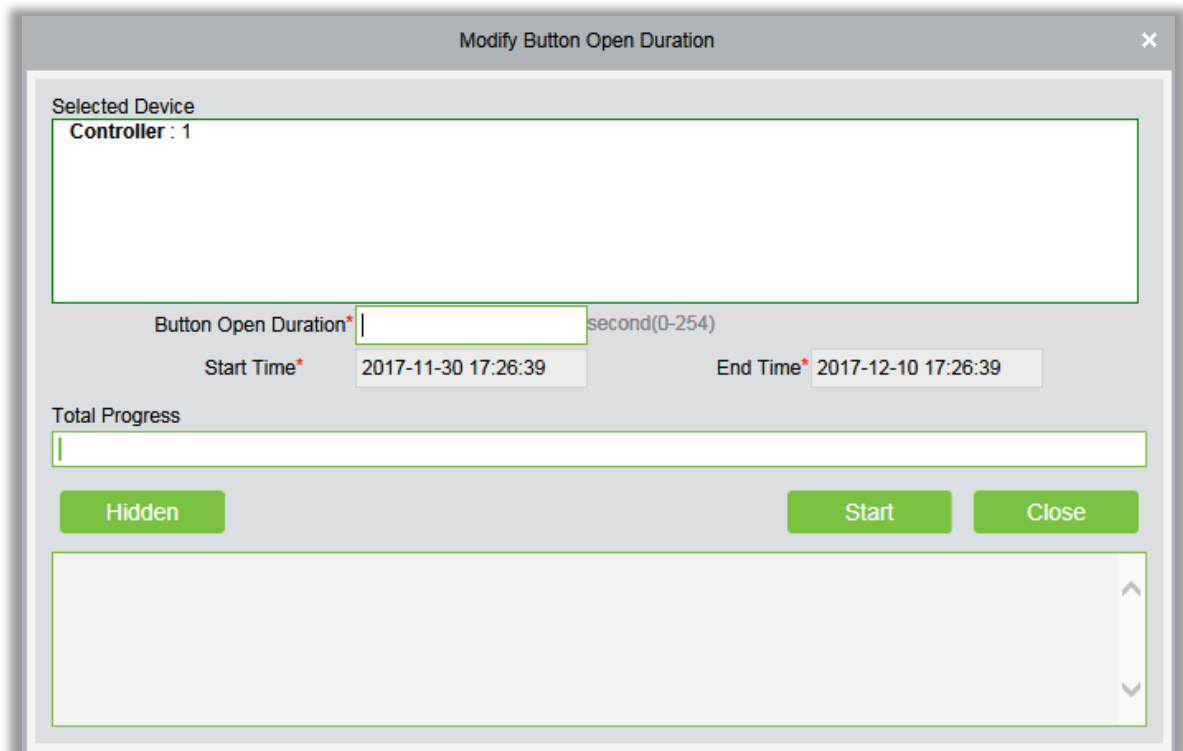 Modify Button Open Duration ×
Selected Device
Controller : 1
Button Open Duration* second(0-254)
Start Time* 2017-11-30 17:26:39 End Time* 2017-12-10 17:26:39
Total Progress
Hidden Start Close